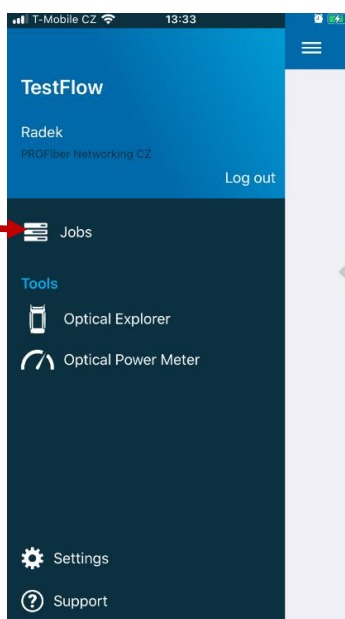 T-Mobile CZ 13:33
TestFlow
Radek
PROFiber Networking CZ
Log out
Jobs
Tools
Optical Explorer
Optical Power Meter
Settings
Support